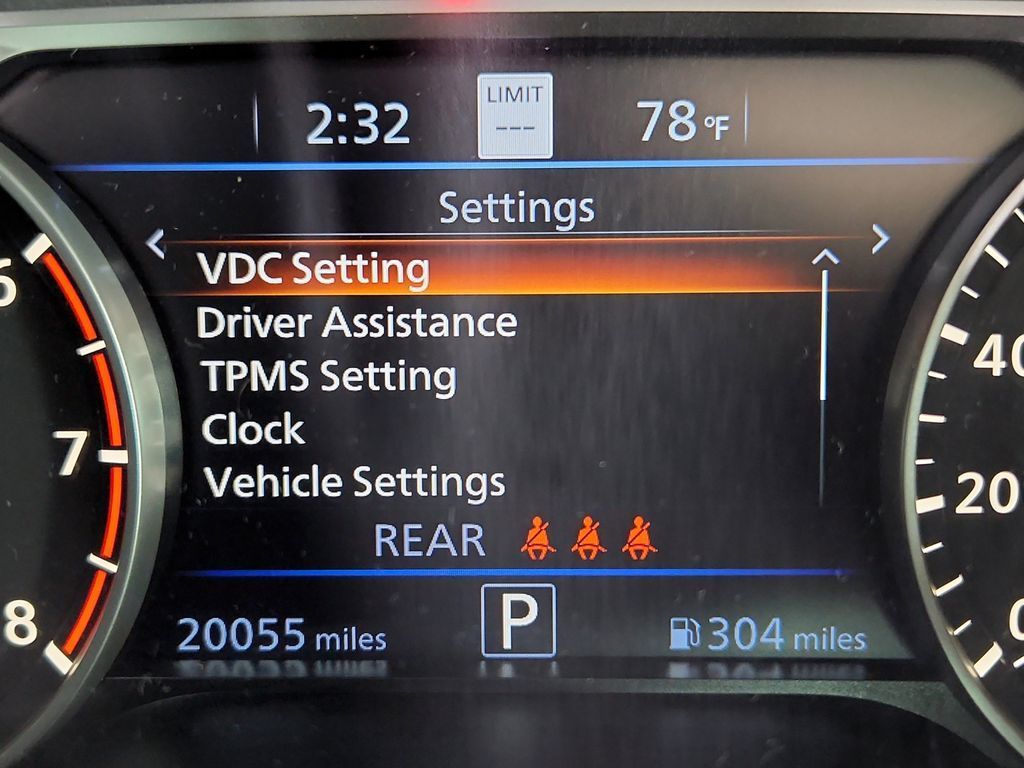 2:32
LIMIT
---
78 °F
Settings
< >
VDC Setting
Driver Assistance
TPMS Setting
Clock
Vehicle Settings
REAR
20055 miles
P
304 miles
6
7
8
40
20
0